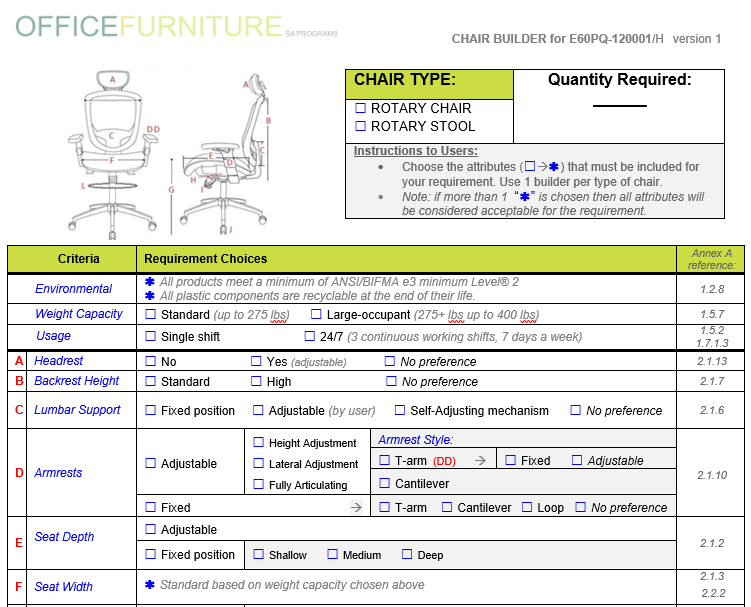 OFFICEFURNITURE SA PROGRAMS
CHAIR BUILDER for E60PQ-120001/H version 1
A A
B
C C
D D D
E
F
G
H
L
J
CHAIR TYPE:
☐ ROTARY CHAIR
☐ ROTARY STOOL
Quantity Required:
Instructions to Users:
• Choose the attributes (☐→✱) that must be included for
your requirement. Use 1 builder per type of chair.
• Note: if more than 1 “✱” is chosen then all attributes will
be considered acceptable for the requirement.
Criteria Requirement Choices Annex A
reference:
Environmental ✱ All products meet a minimum of ANSI/BIFMA e3 minimum Level® 2
✱ All plastic components are recyclable at the end of their life. 1.2.8
Weight Capacity ☐ Standard (up to 275 lbs) ☐ Large-occupant (275+ lbs up to 400 lbs) 1.5.7
Usage ☐ Single shift ☐ 24/7 (3 continuous working shifts, 7 days a week) 1.5.2
1.7.1.3
A Headrest ☐ No ☐ Yes (adjustable) ☐ No preference 2.1.13
B Backrest Height ☐ Standard ☐ High ☐ No preference 2.1.7
C Lumbar Support ☐ Fixed position ☐ Adjustable (by user) ☐ Self-Adjusting mechanism ☐ No preference 2.1.6
D Armrests ☐ Adjustable
☐ Height Adjustment
☐ Lateral Adjustment
☐ Fully Articulating
Armrest Style:
☐ T-arm (DD) → ☐ Fixed ☐ Adjustable
☐ Cantilever
☐ Fixed → ☐ T-arm ☐ Cantilever ☐ Loop ☐ No preference
2.1.10
E Seat Depth ☐ Adjustable
☐ Fixed position ☐ Shallow ☐ Medium ☐ Deep
2.1.2
F Seat Width ✱ Standard based on weight capacity chosen above 2.1.3
2.2.2